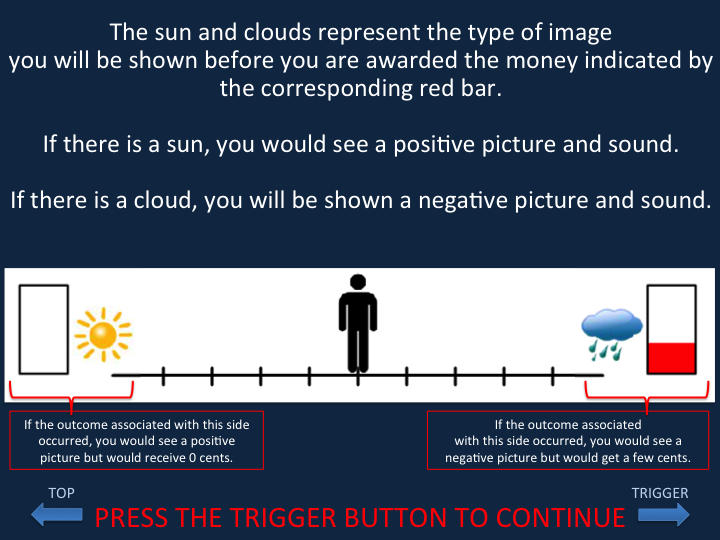 The sun and clouds represent the type of image
you will be shown before you are awarded the money indicated by
the corresponding red bar.
If there is a sun, you would see a positive picture and sound.
If there is a cloud, you will be shown a negative picture and sound.
If the outcome associated with this side
occurred, you would see a positive
picture but would receive 0 cents.
If the outcome associated
with this side occurred, you would see a
negative picture but would get a few cents.
TOP
TRIGGER
PRESS THE TRIGGER BUTTON TO CONTINUE